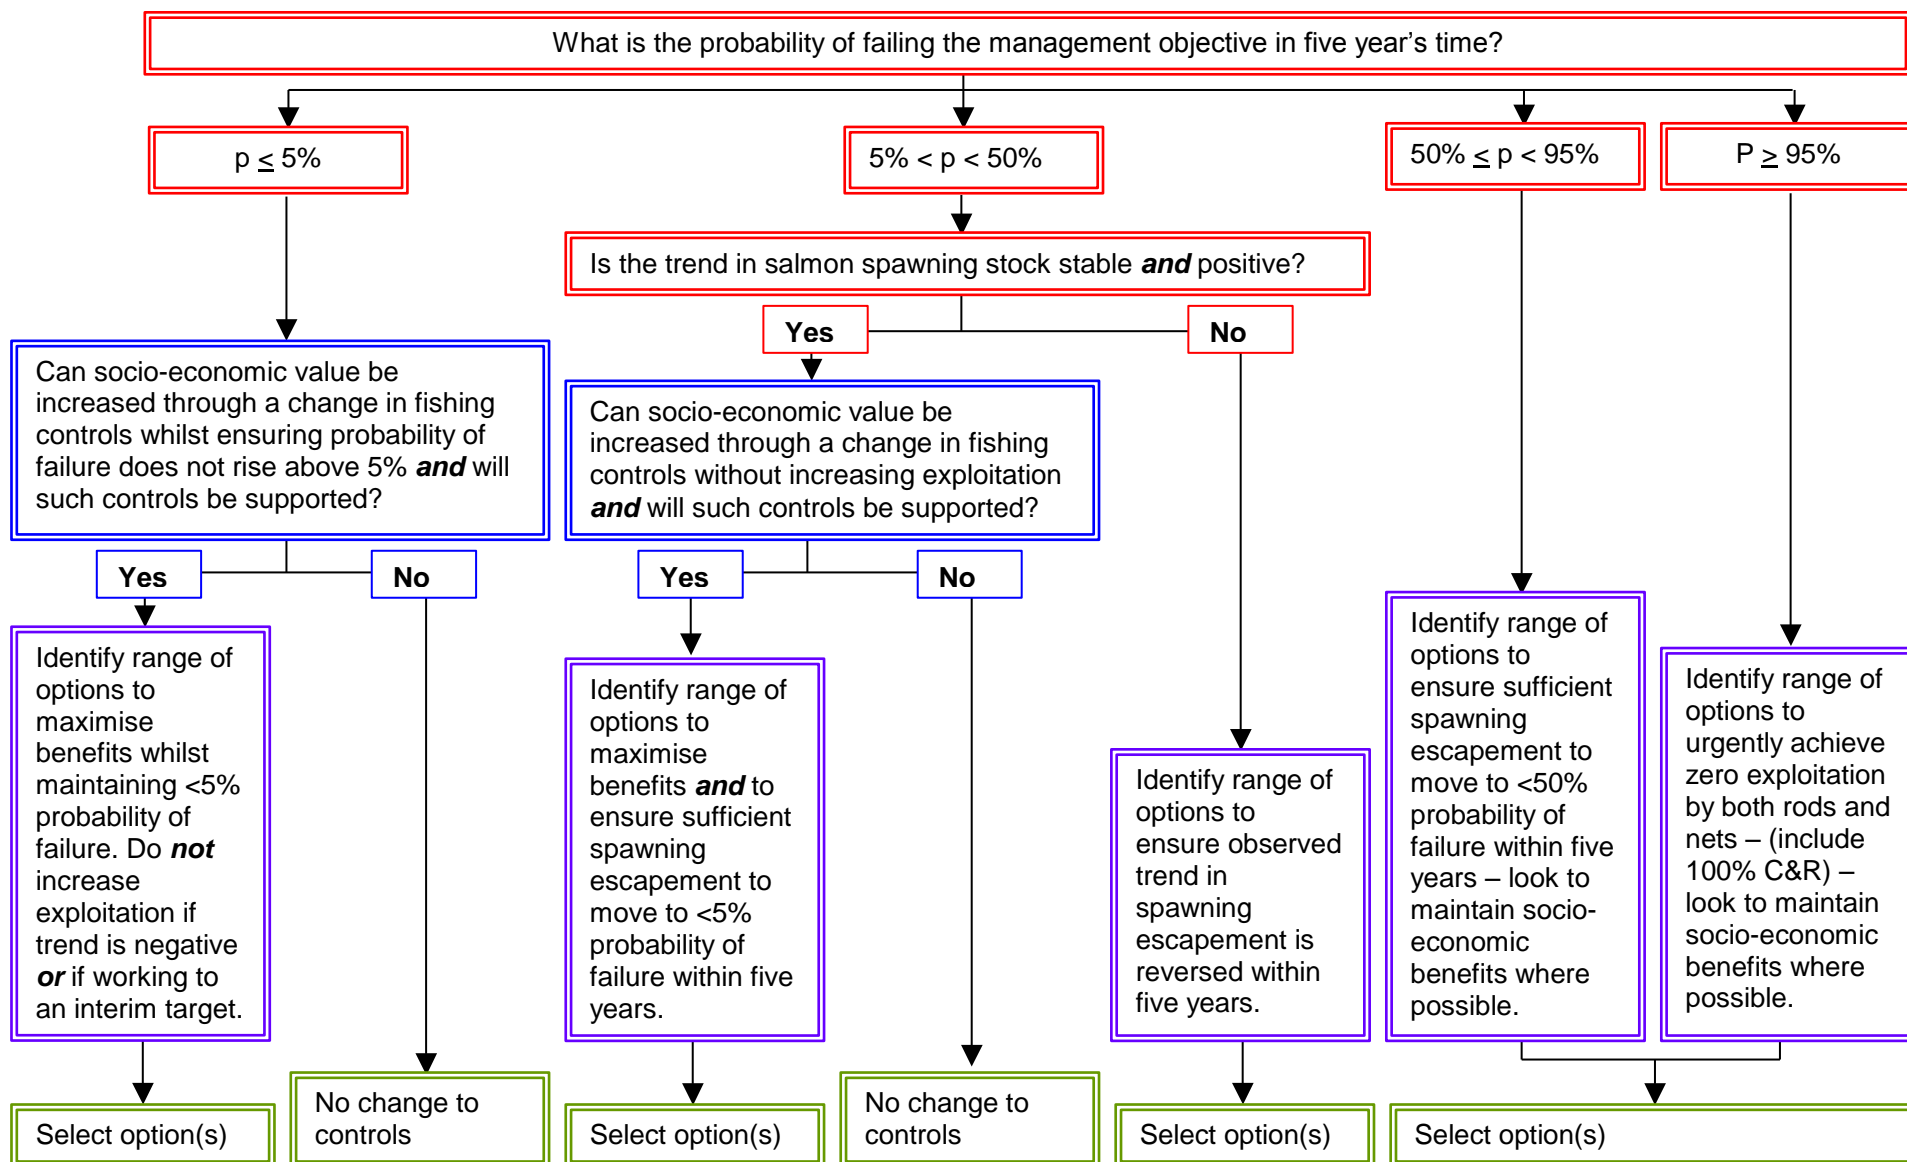 What is the probability of failing the management objective in five year’s time?
p ≤ 5%
5% < p < 50%
50% ≤ p < 95%
P ≥ 95%
Is the trend in salmon spawning stock stable and positive?
Yes
No
Can socio-economic value be
increased through a change in fishing
controls whilst ensuring probability of
failure does not rise above 5% and will
such controls be supported?
Can socio-economic value be
increased through a change in fishing
controls without increasing exploitation
and will such controls be supported?
Yes
No
Yes
No
Identify range of
options to
maximise
benefits whilst
maintaining <5%
probability of
failure. Do not
increase
exploitation if
trend is negative
or if working to
an interim target.
Identify range of
options to
maximise
benefits and to
ensure sufficient
spawning
escapement to
move to <5%
probability of
failure within five
years.
Identify range of
options to
ensure observed
trend in
spawning
escapement is
reversed within
five years.
Identify range of
options to
ensure sufficient
spawning
escapement to
move to <50%
probability of
failure within five
years – look to
maintain socio-
economic
benefits where
possible.
Identify range of
options to
urgently achieve
zero exploitation
by both rods and
nets – (include
100% C&R) –
look to maintain
socio-economic
benefits where
possible.
Select option(s)
No change to
controls
Select option(s)
No change to
controls
Select option(s)
Select option(s)